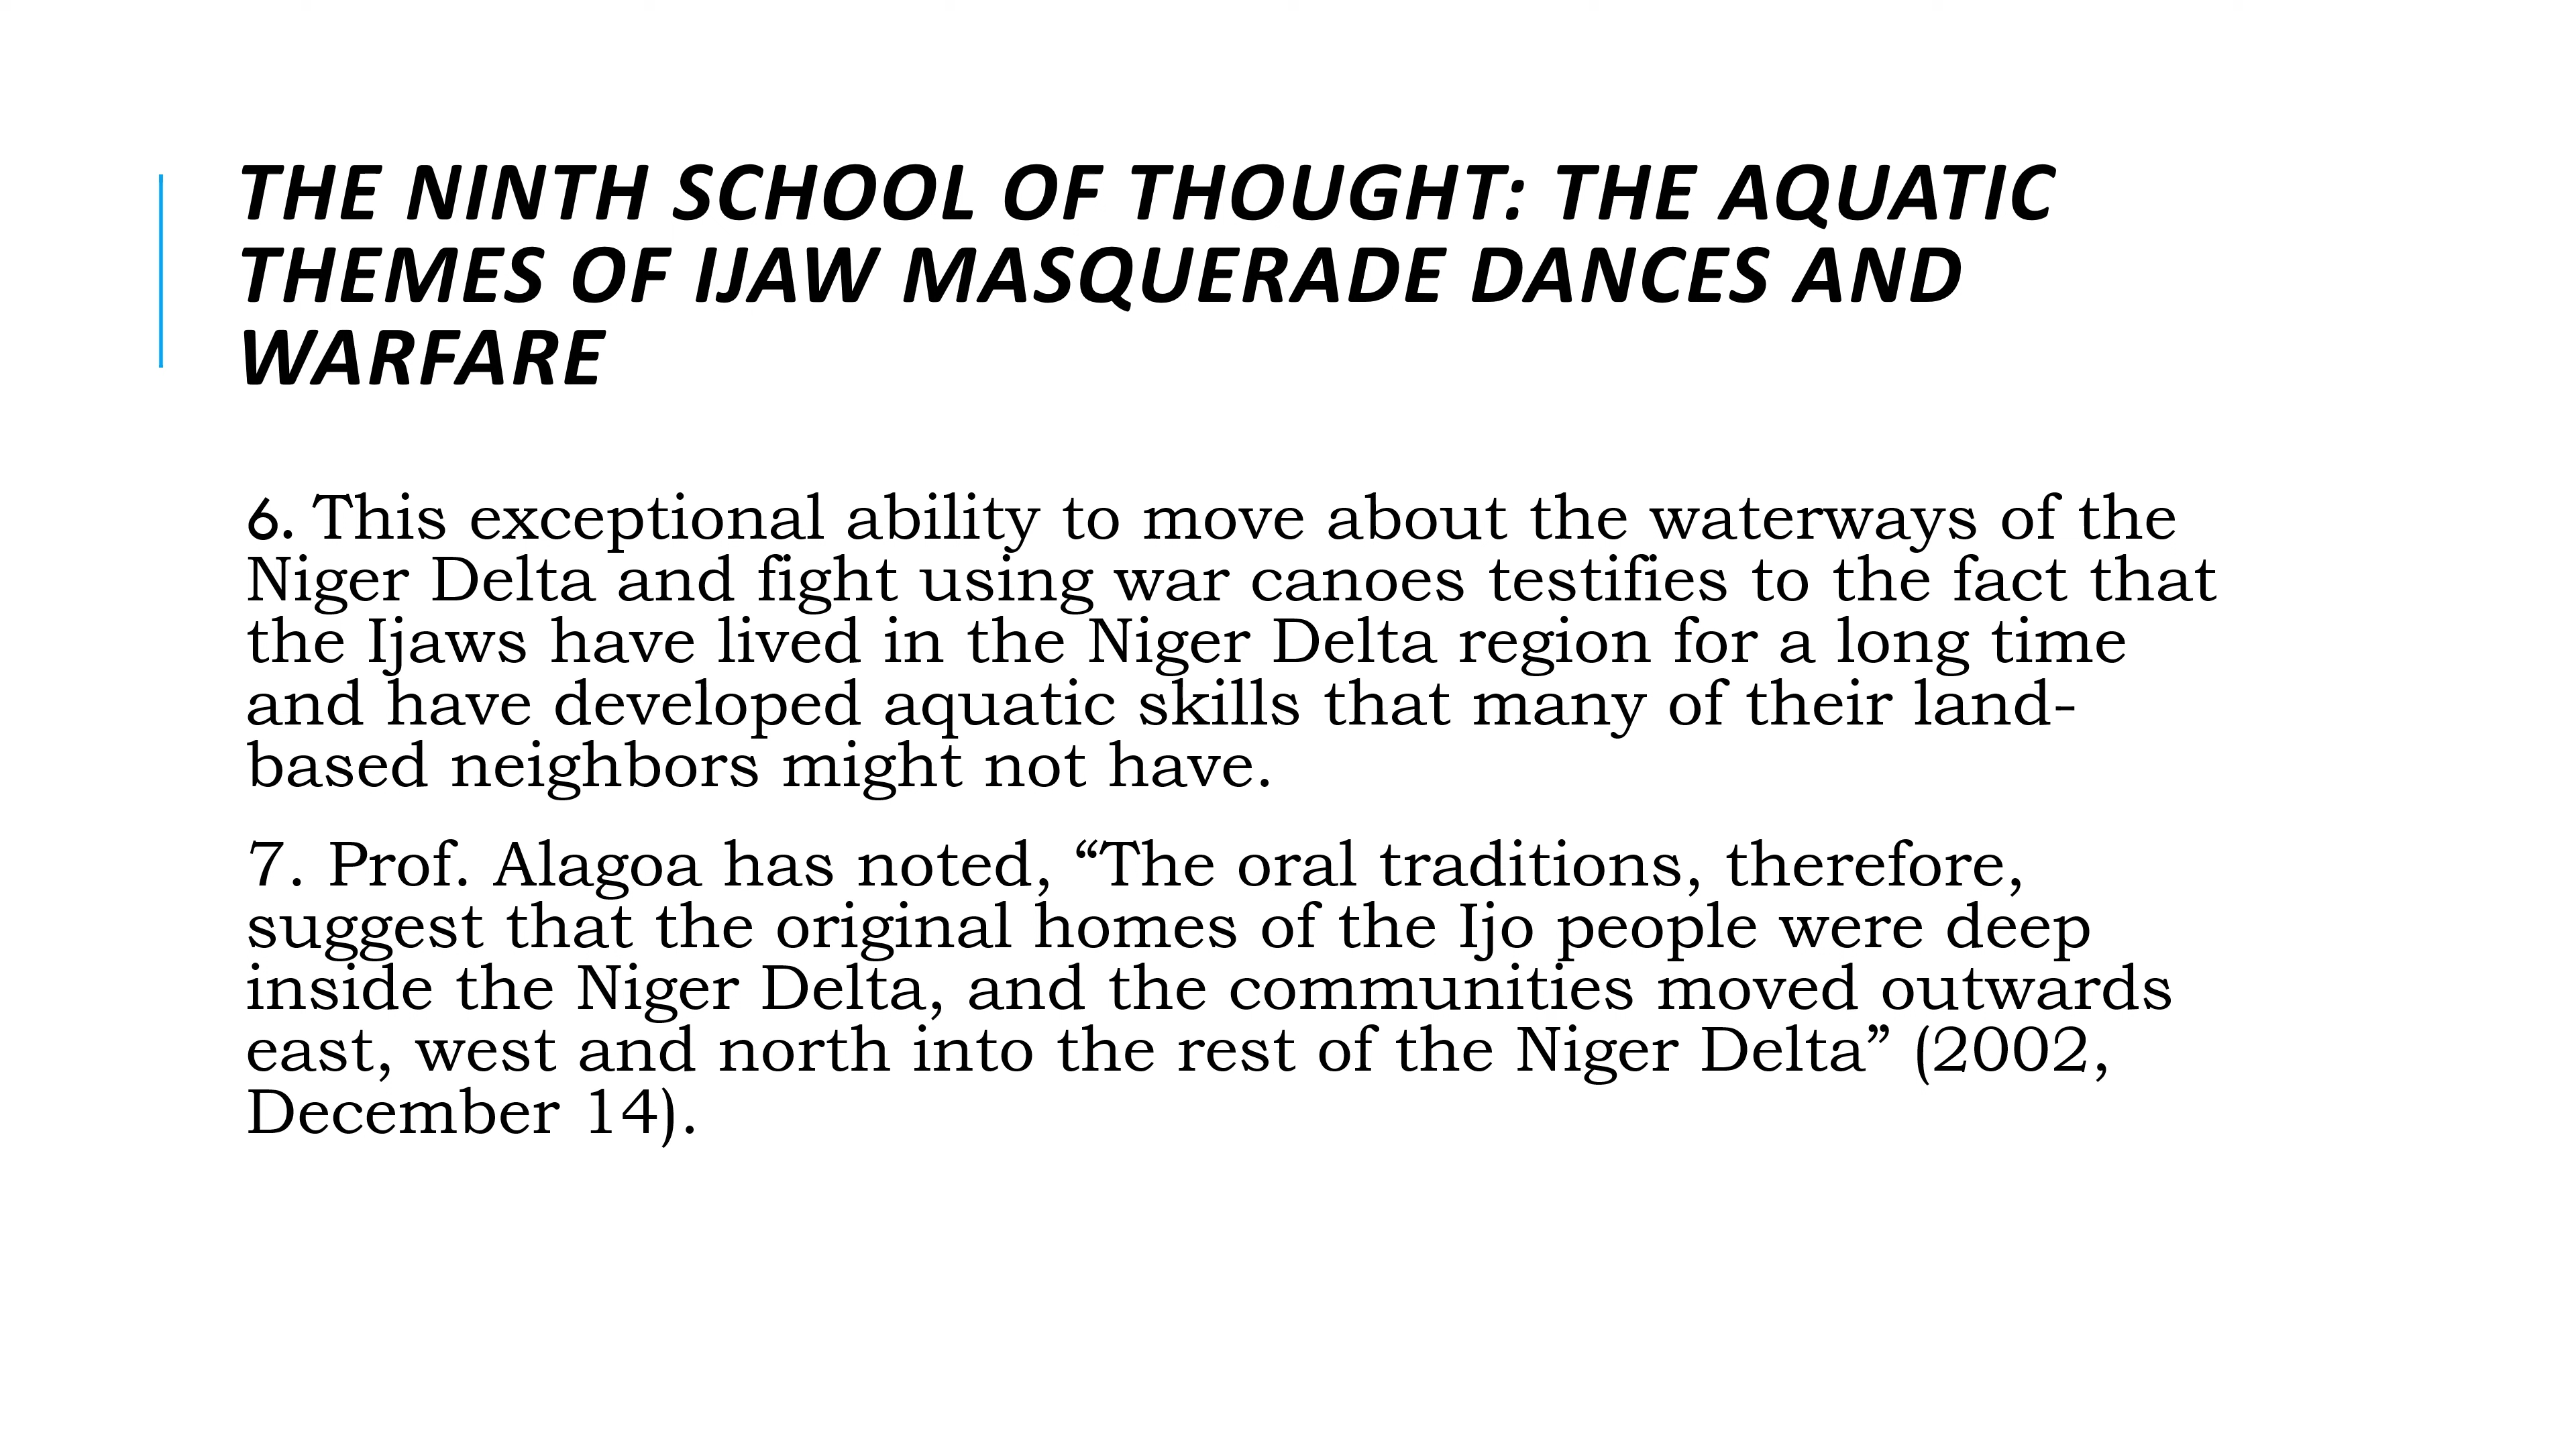 THE NINTH SCHOOL OF THOUGHT: THE AQUATIC
THEMES OF IJAW MASQUERADE DANCES AND
WARFARE
6. This exceptional ability to move about the waterways of the
Niger Delta and fight using war canoes testifies to the fact that
the Ijaws have lived in the Niger Delta region for a long time
and have developed aquatic skills that many of their land-
based neighbors might not have.
7. Prof. Alagoa has noted, “The oral traditions, therefore,
suggest that the original homes of the Ijo people were deep
inside the Niger Delta, and the communities moved outwards
east, west and north into the rest of the Niger Delta” (2002,
December 14).